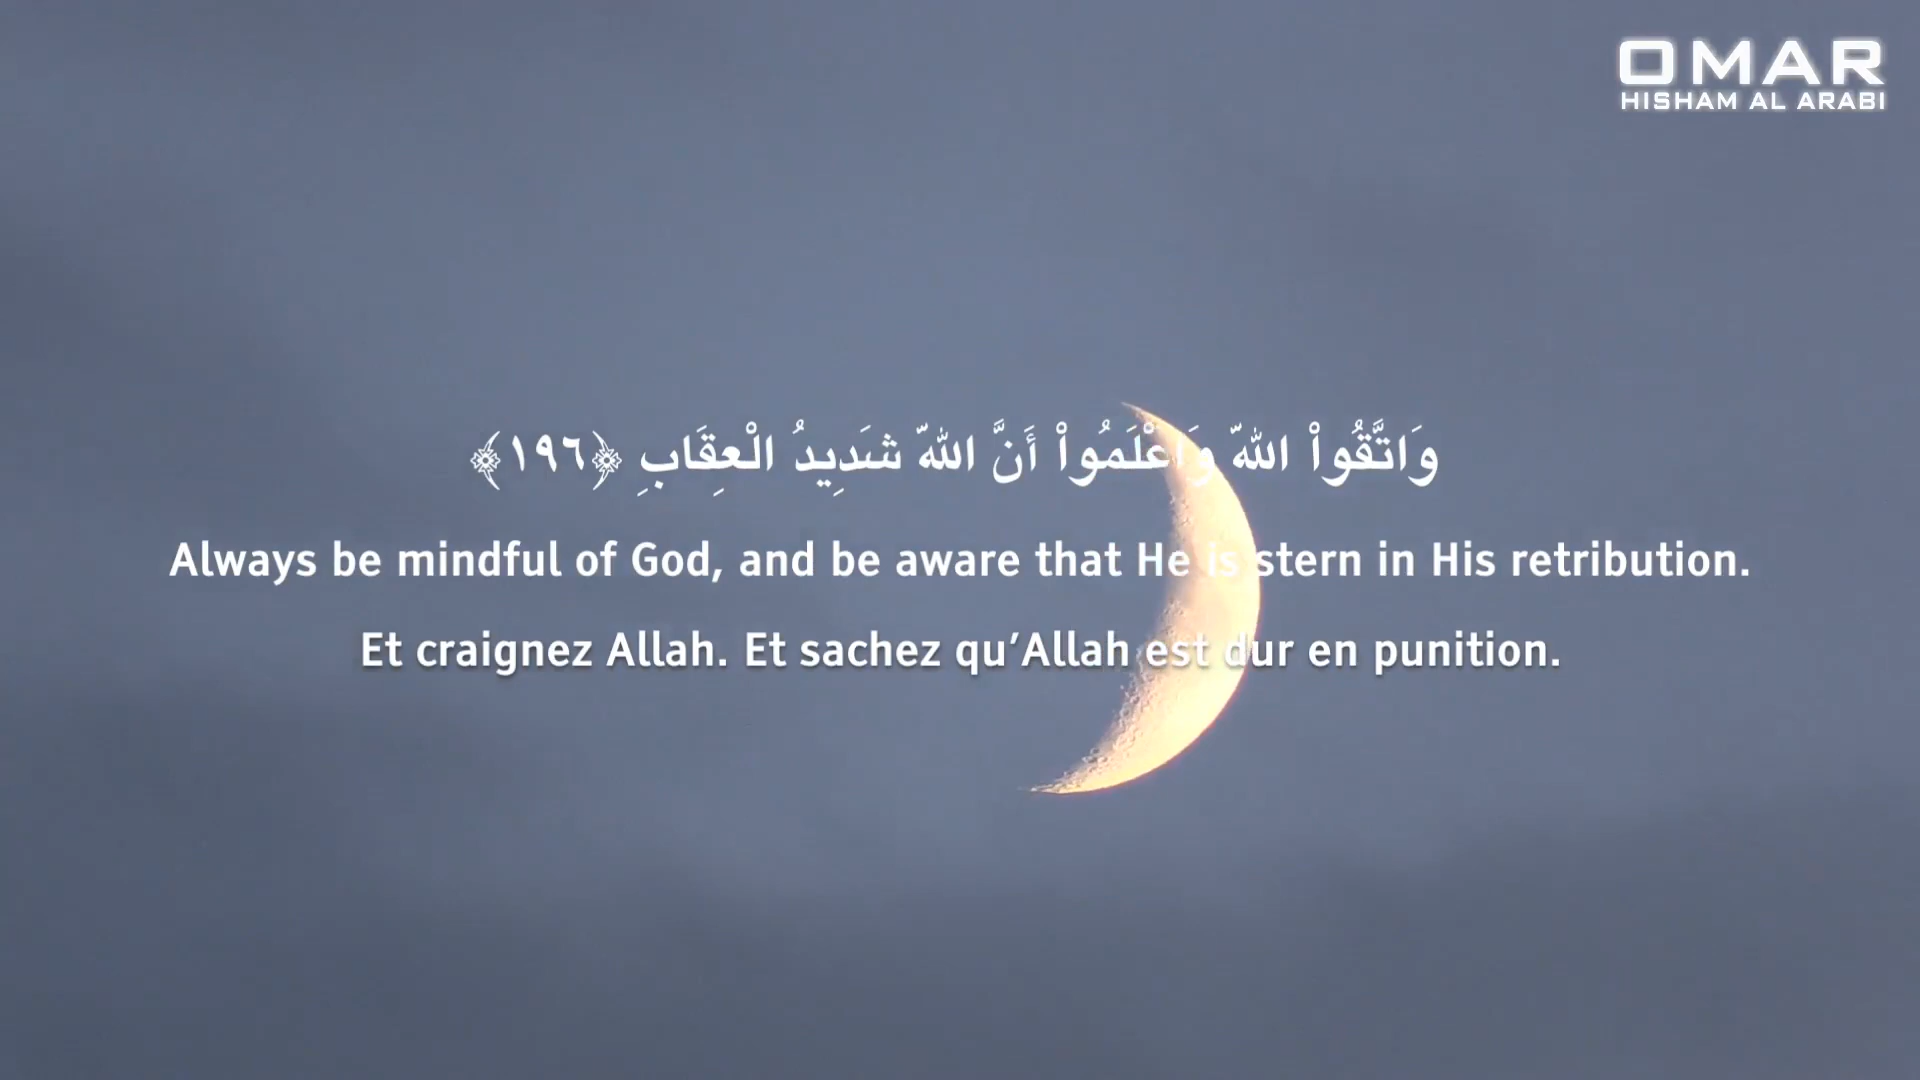 OMAR
HISHAM AL ARABI
وَاتَّقُواْ اللّهَ وَاعْلَمُواْ أَنَّ اللّهَ شَدِيدُ الْعِقَابِ ﴿١٩٦﴾
Always be mindful of God, and be aware that He is stern in His retribution.
Et craignez Allah. Et sachez qu’Allah est dur en punition.